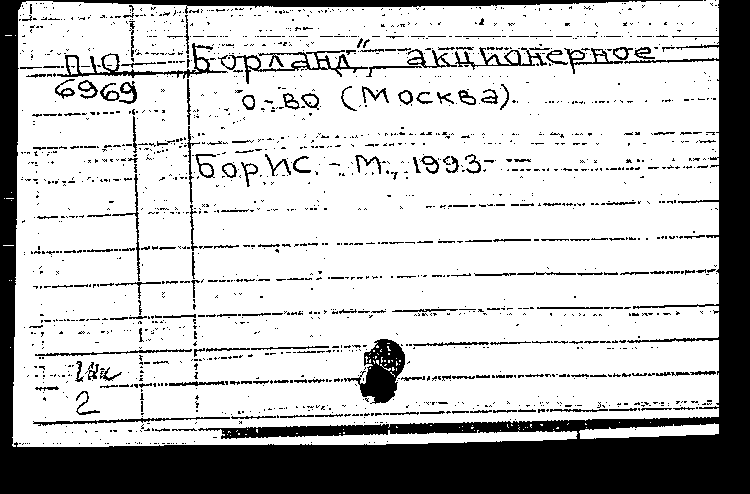 П10 „Борланд“, акционерное
6969 о-во (Москва).
БорИС. - М., 1993-
2